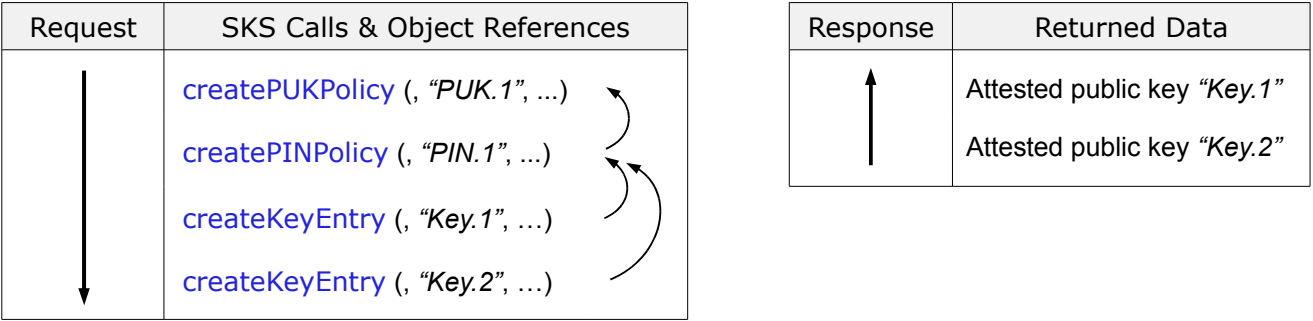 Request SKS Calls & Object References
createPUKPolicy (, “PUK.1”, ...)
createPINPolicy (, “PIN.1”, ...)
createKeyEntry (, “Key.1”, …)
createKeyEntry (, “Key.2”, …)
Response Returned Data
Attested public key “Key.1”
Attested public key “Key.2”